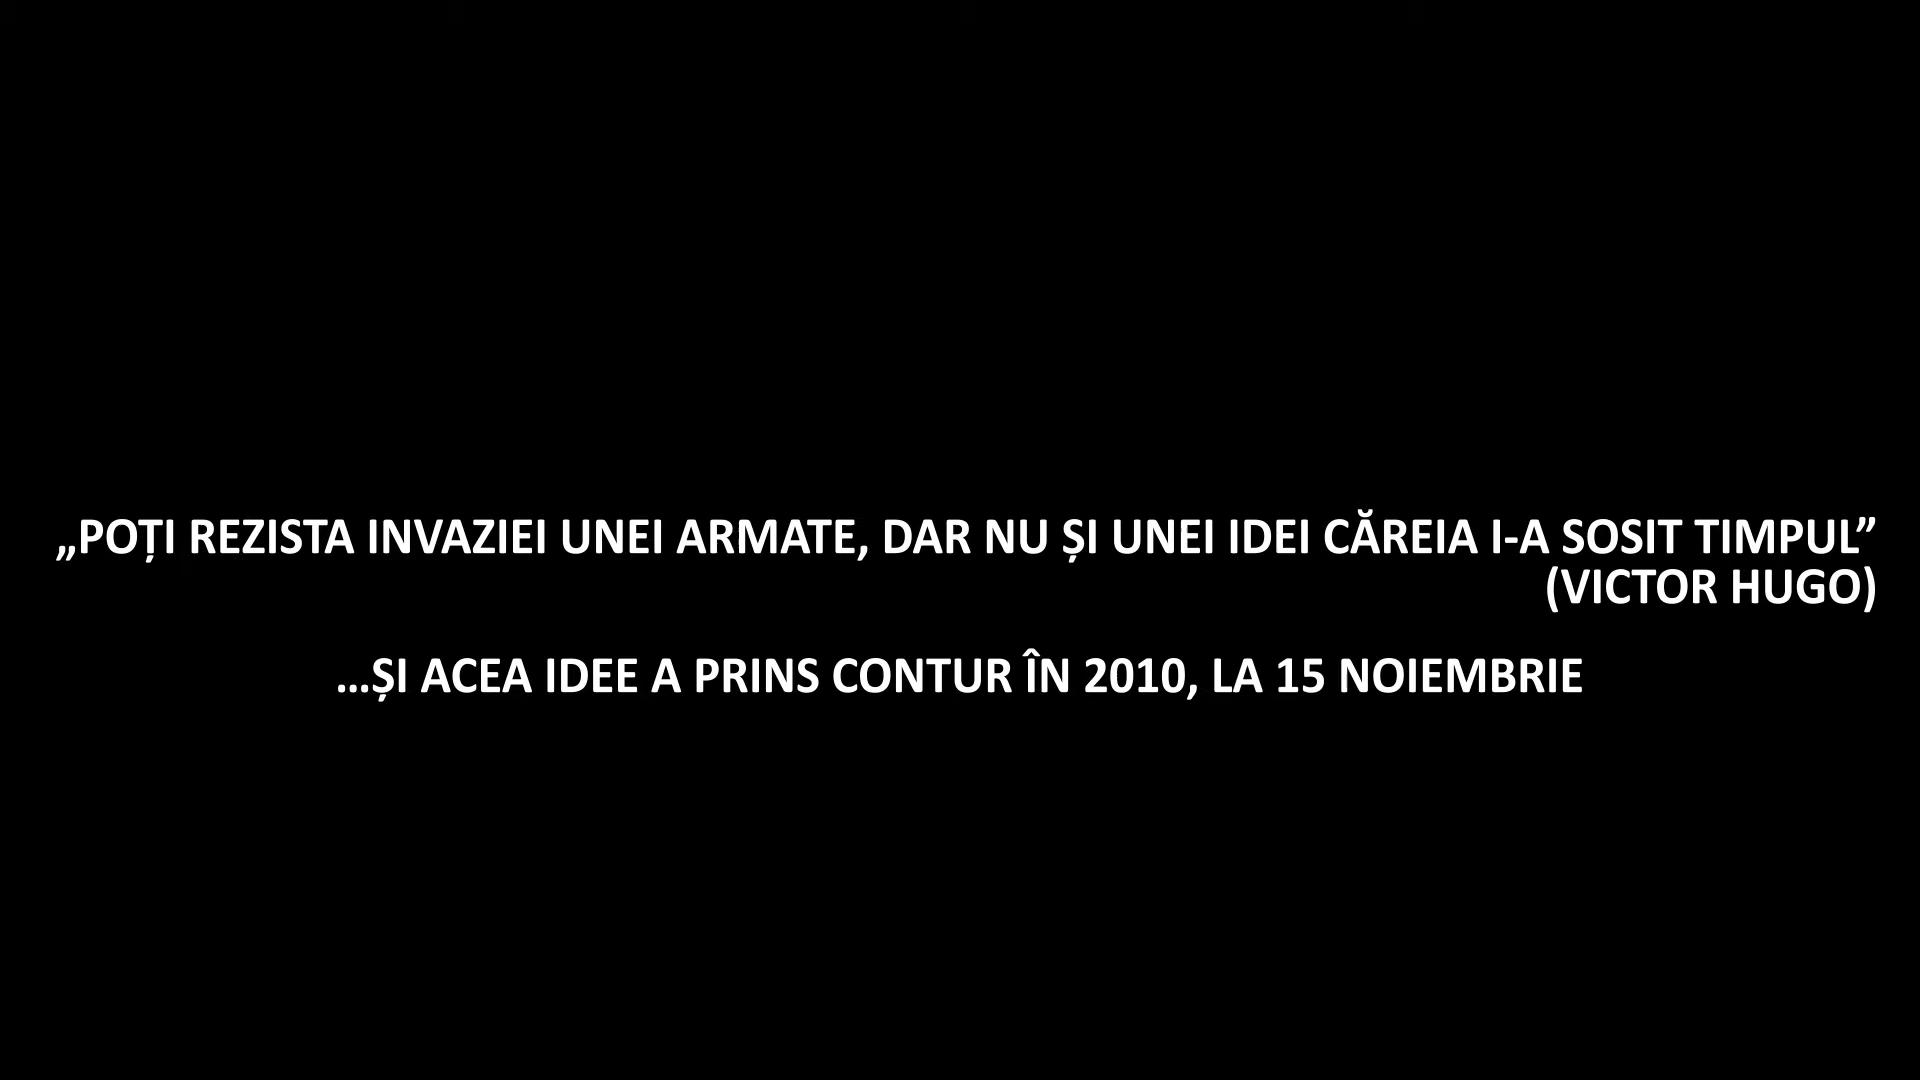 „POȚI REZISTA INVAZIEI UNEI ARMATE, DAR NU ȘI UNEI IDEI CĂREIA I-A SOSIT TIMPUL”
(VICTOR HUGO)
...ȘI ACEA IDEE A PRINS CONTUR ÎN 2010, LA 15 NOIEMBRIE